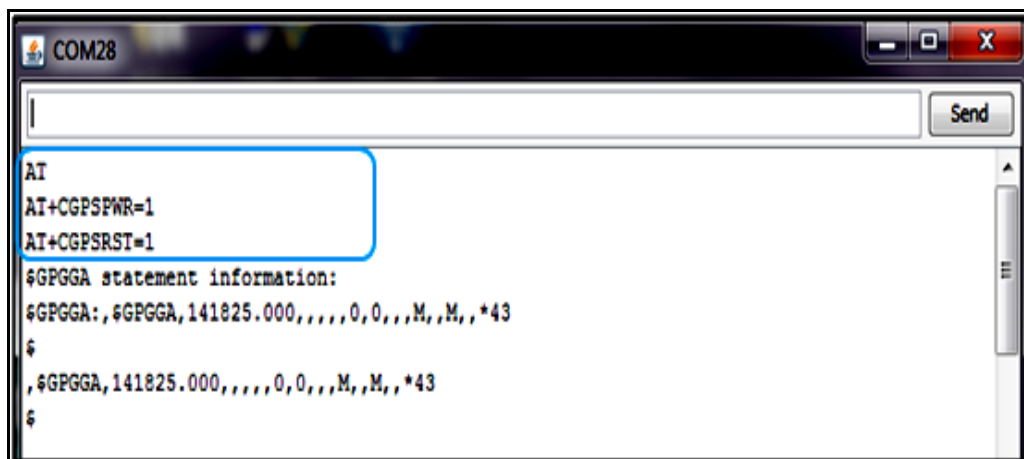 COM28
Send
AT
AT+CGPSPWR=1
AT+CGPSRST=1
$GPGGA statement information:
$GPGGA:,$GPGGA,141825.000,,,,,0,0,,,M,,M,,*43
$
,$GPGGA,141825.000,,,,,0,0,,,M,,M,,*43
$